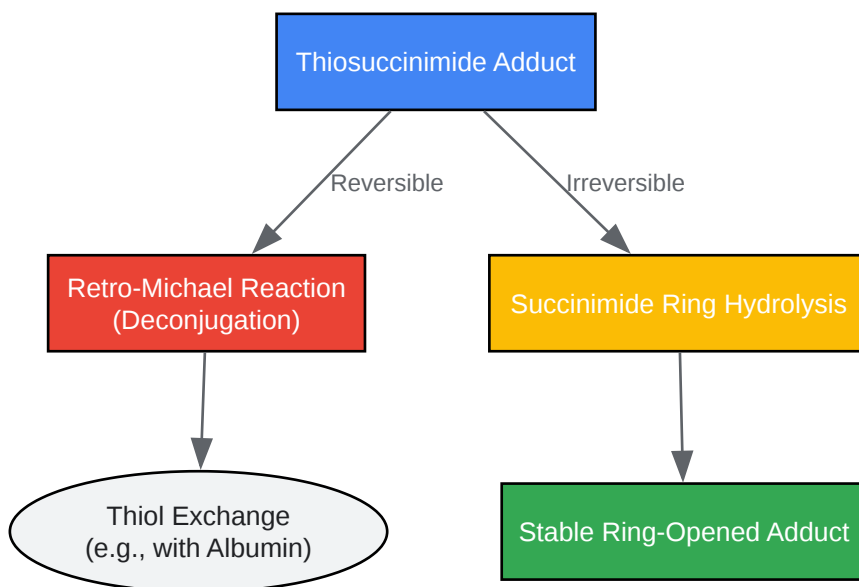 Thiosuccinimide Adduct
Reversible
Irreversible
Retro-Michael Reaction
(Deconjugation)
Succinimide Ring Hydrolysis
Thiol Exchange
(e.g., with Albumin)
Stable Ring-Opened Adduct